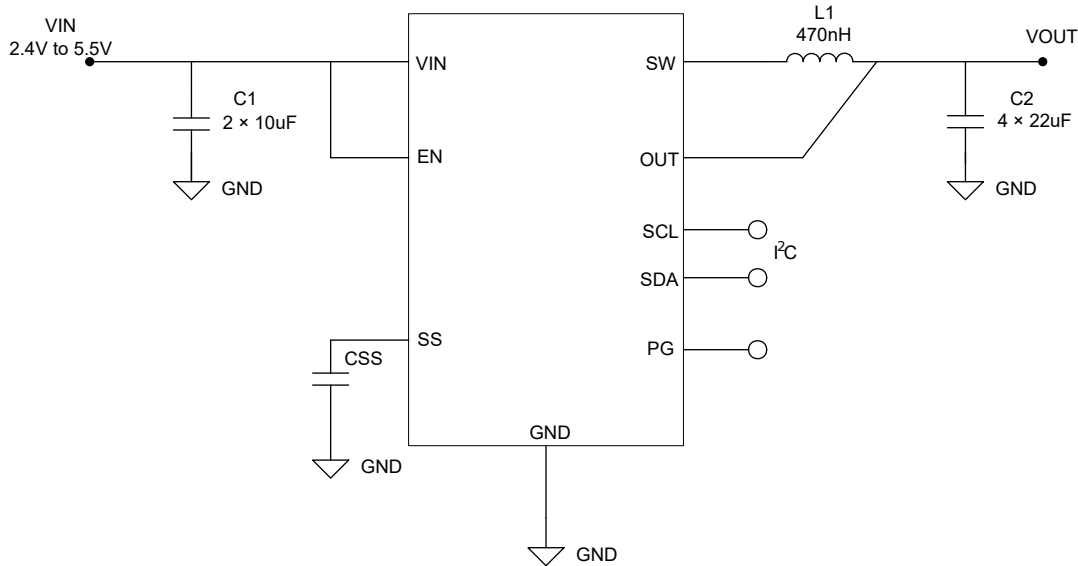 VIN
2.4V to 5.5V
C1
2 × 10uF
GND
VIN
EN
SS
CSS
GND
GND
GND
SW
OUT
SCL
SDA
I²C
PG
L1
470nH
VOUT
C2
4 × 22uF
GND